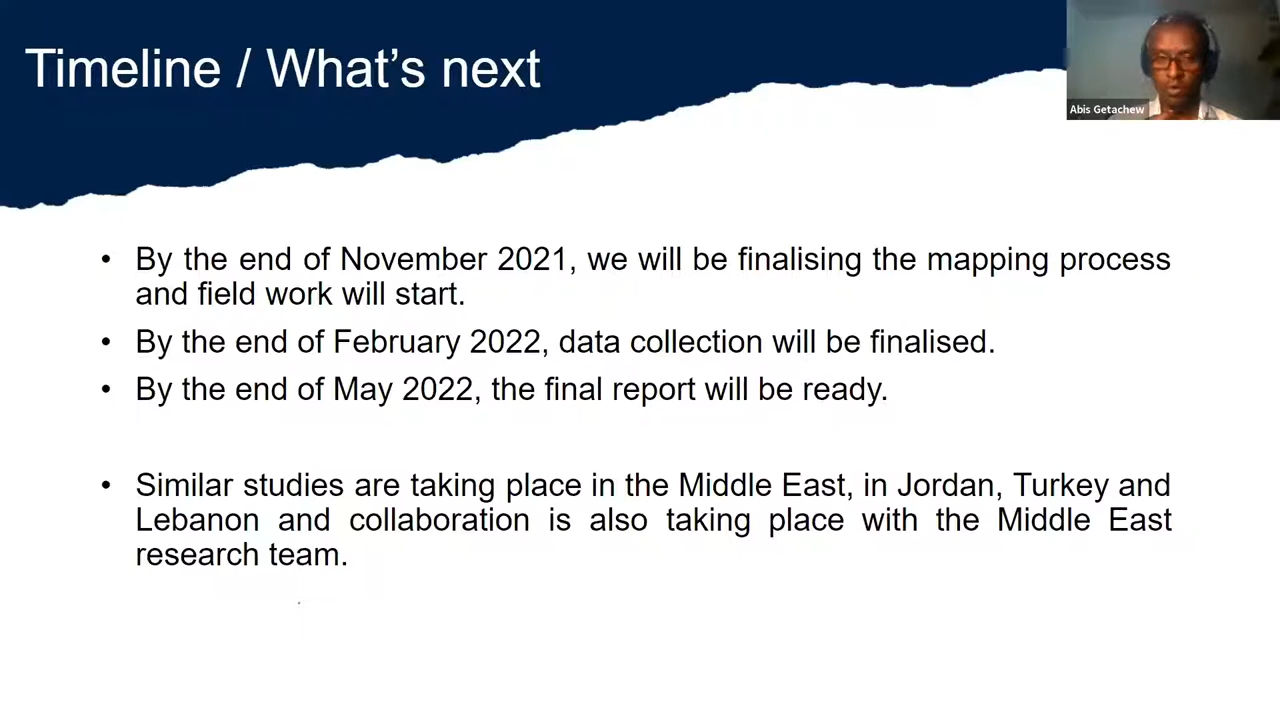 Timeline / What’s next
Abis Getachew
• By the end of November 2021, we will be finalising the mapping process
and field work will start.
• By the end of February 2022, data collection will be finalised.
• By the end of May 2022, the final report will be ready.
• Similar studies are taking place in the Middle East, in Jordan, Turkey and
Lebanon and collaboration is also taking place with the Middle East
research team.